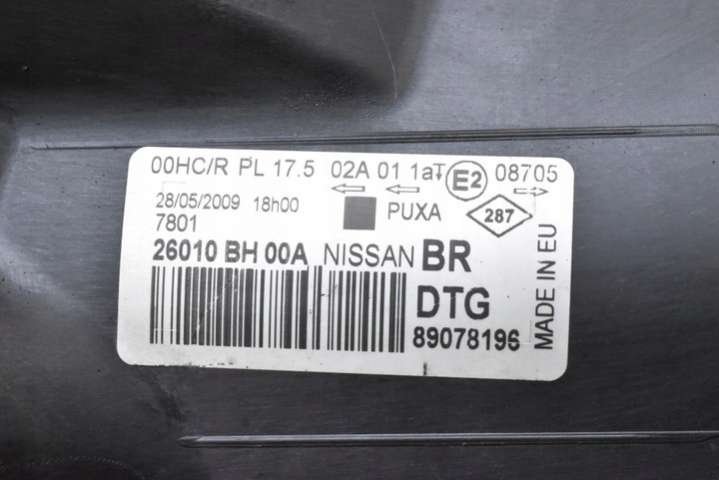 00HC/R PL 17.5 02A 01 1aT E2 08705
28/05/2009 18h00 PUXA 287
7801
26010 BH 00A NISSAN BR
DTG
89078196
MADE IN EU